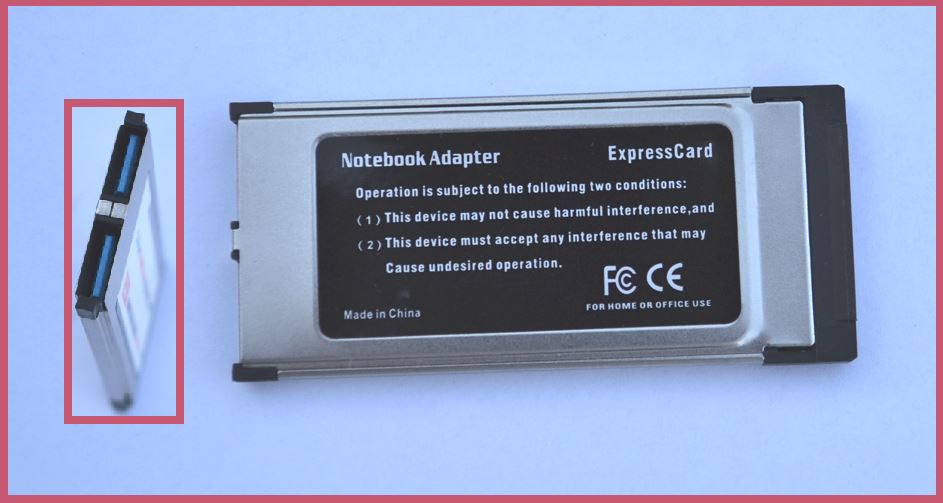 Notebook Adapter
ExpressCard
Operation is subject to the following two conditions:
(1) This device may not cause harmful interference,and
(2) This device must accept any interference that may
Cause undesired operation.
FC CE
FOR HOME OR OFFICE USE
Made in China